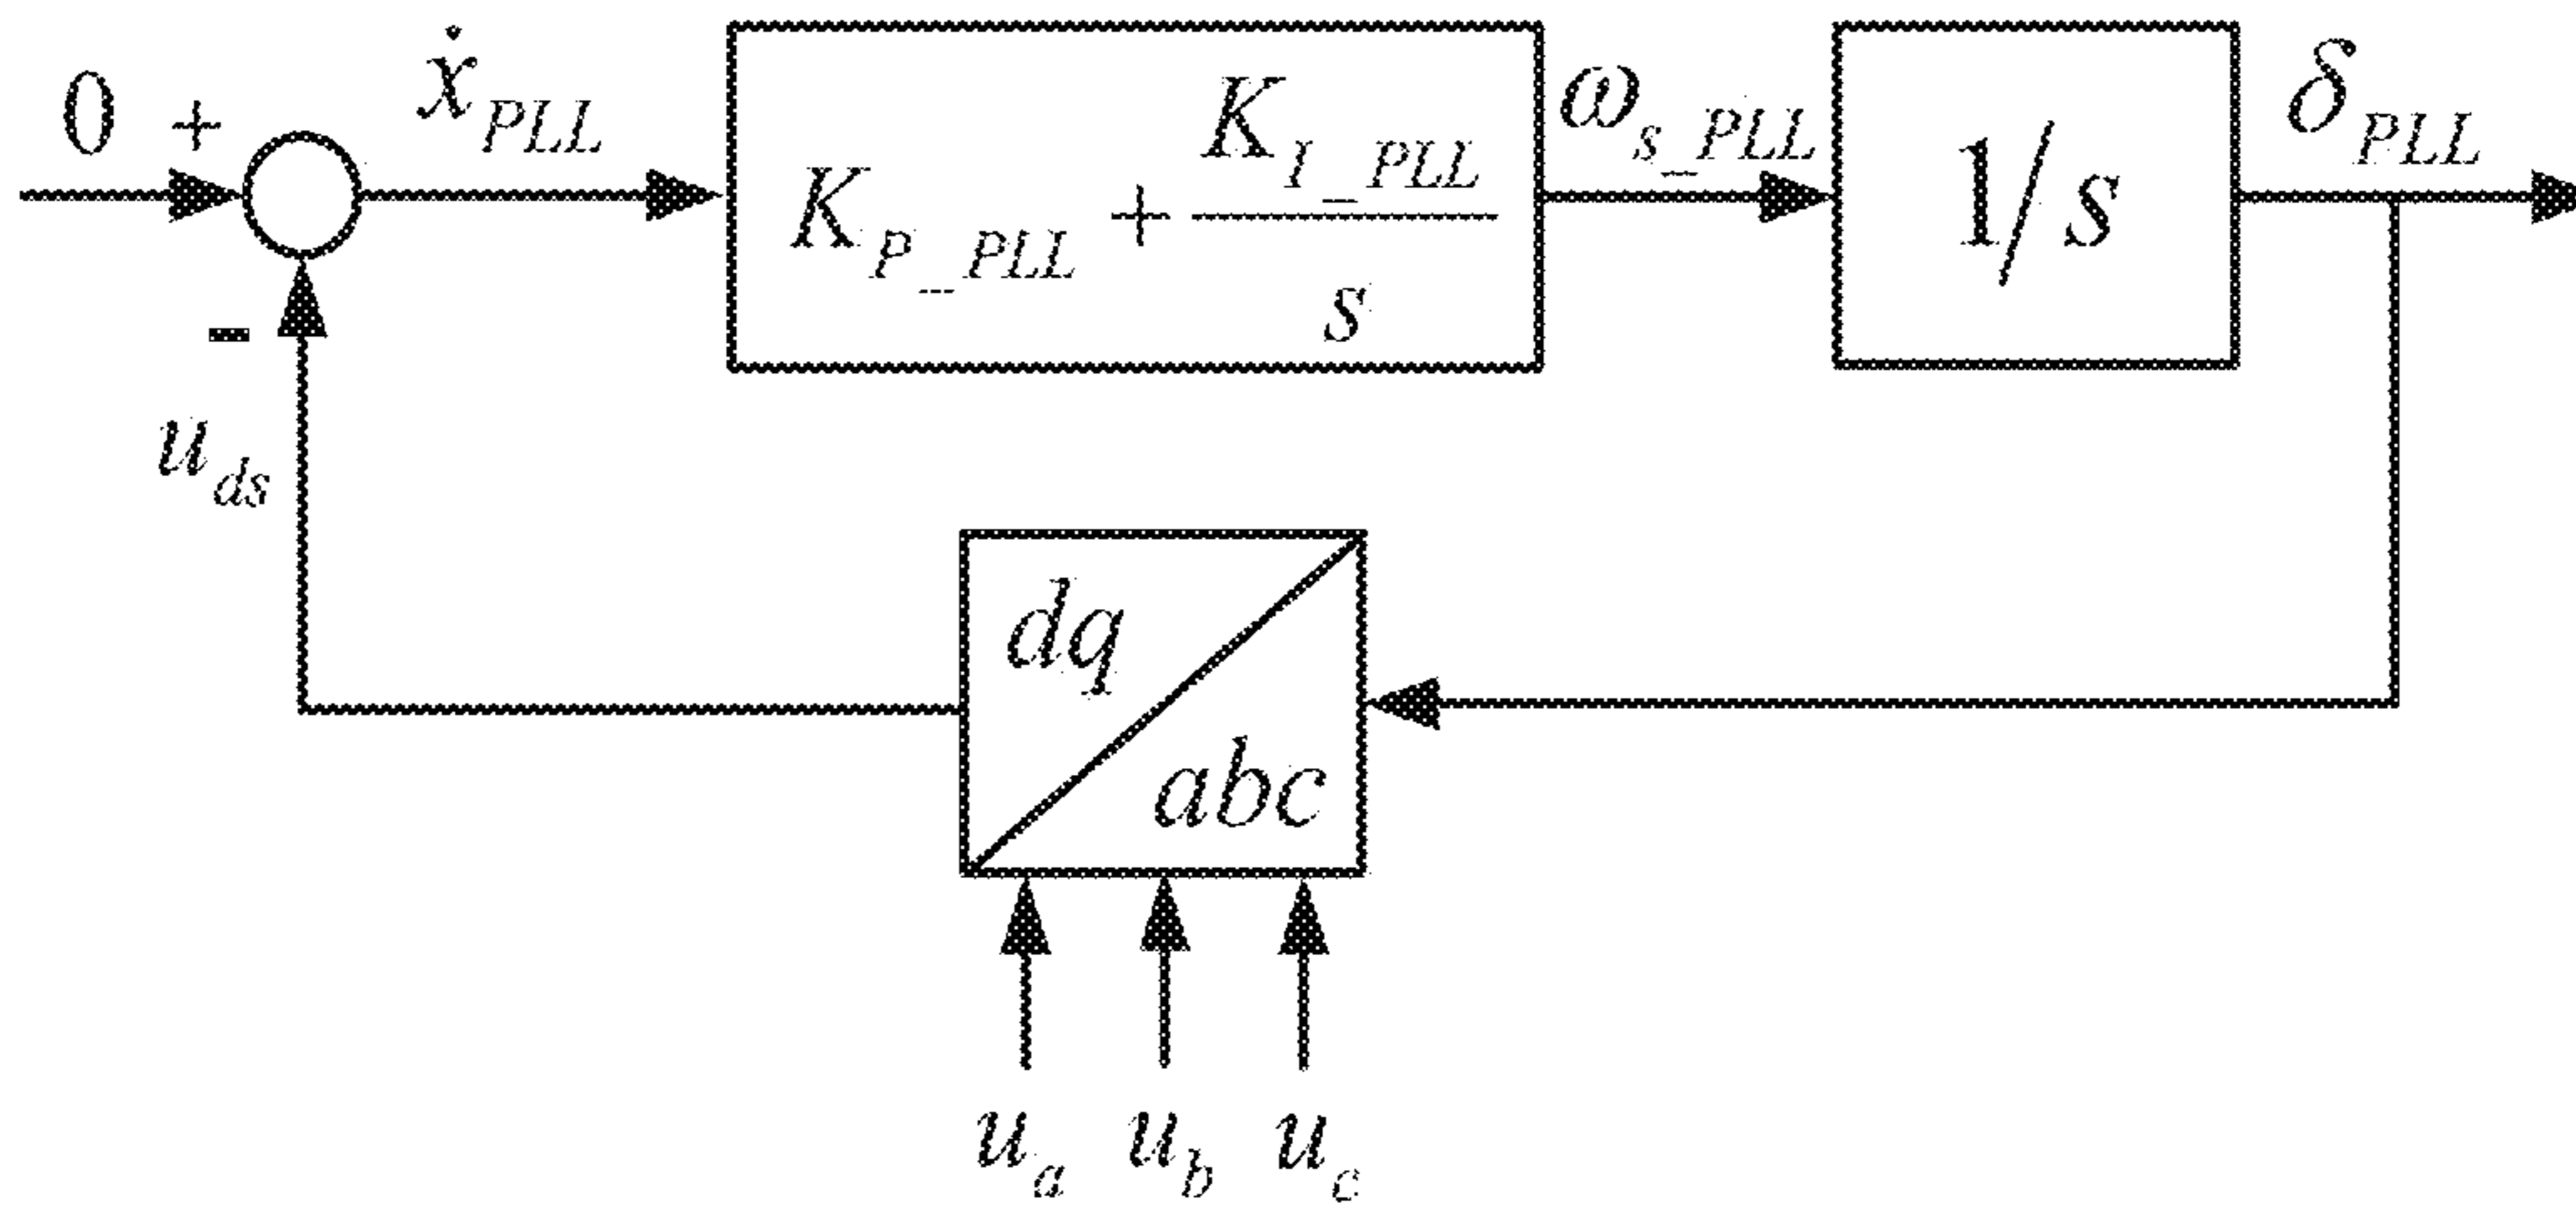 0 +
ẋ_PLL
K_P_PLL + K_I_PLL / s
ω_s_PLL
1/s
δ_PLL
-
u_ds
dq
abc
u_a u_b u_c